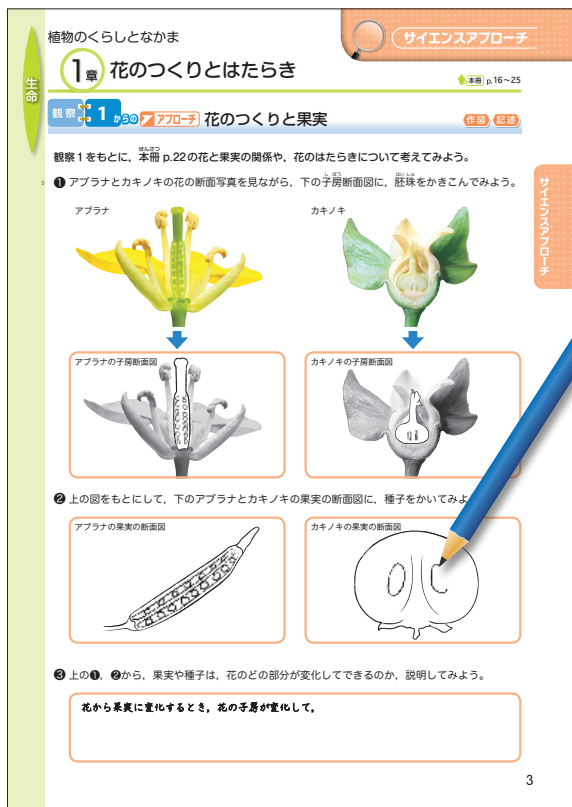 植物のくらしとなかま
サイエンスアプローチ
1章 花のつくりとはたらき
本冊 p.16~25
生命
観察 1 からの アプローチ 花のつくりと果実
作図 記述
ほんさつ
観察1をもとに,本冊 p.22の花と果実の関係や,花のはたらきについて考えてみよう。
し ぼう はいしゅ
5 ❶ アブラナとカキノキの花の断面写真を見ながら,下の子房断面図に,胚珠をかきこんでみよう。
サイエンスアプローチ
アブラナ
カキノキ
アブラナの子房断面図
カキノキの子房断面図
❷ 上の図をもとにして,下のアブラナとカキノキの果実の断面図に,種子をかいてみよ
アブラナの果実の断面図
カキノキの果実の断面図
❸ 上の❶,❷から,果実や種子は,花のどの部分が変化してできるのか,説明してみよう。
花から果実に変化するとき,花の子房が変化して,
3